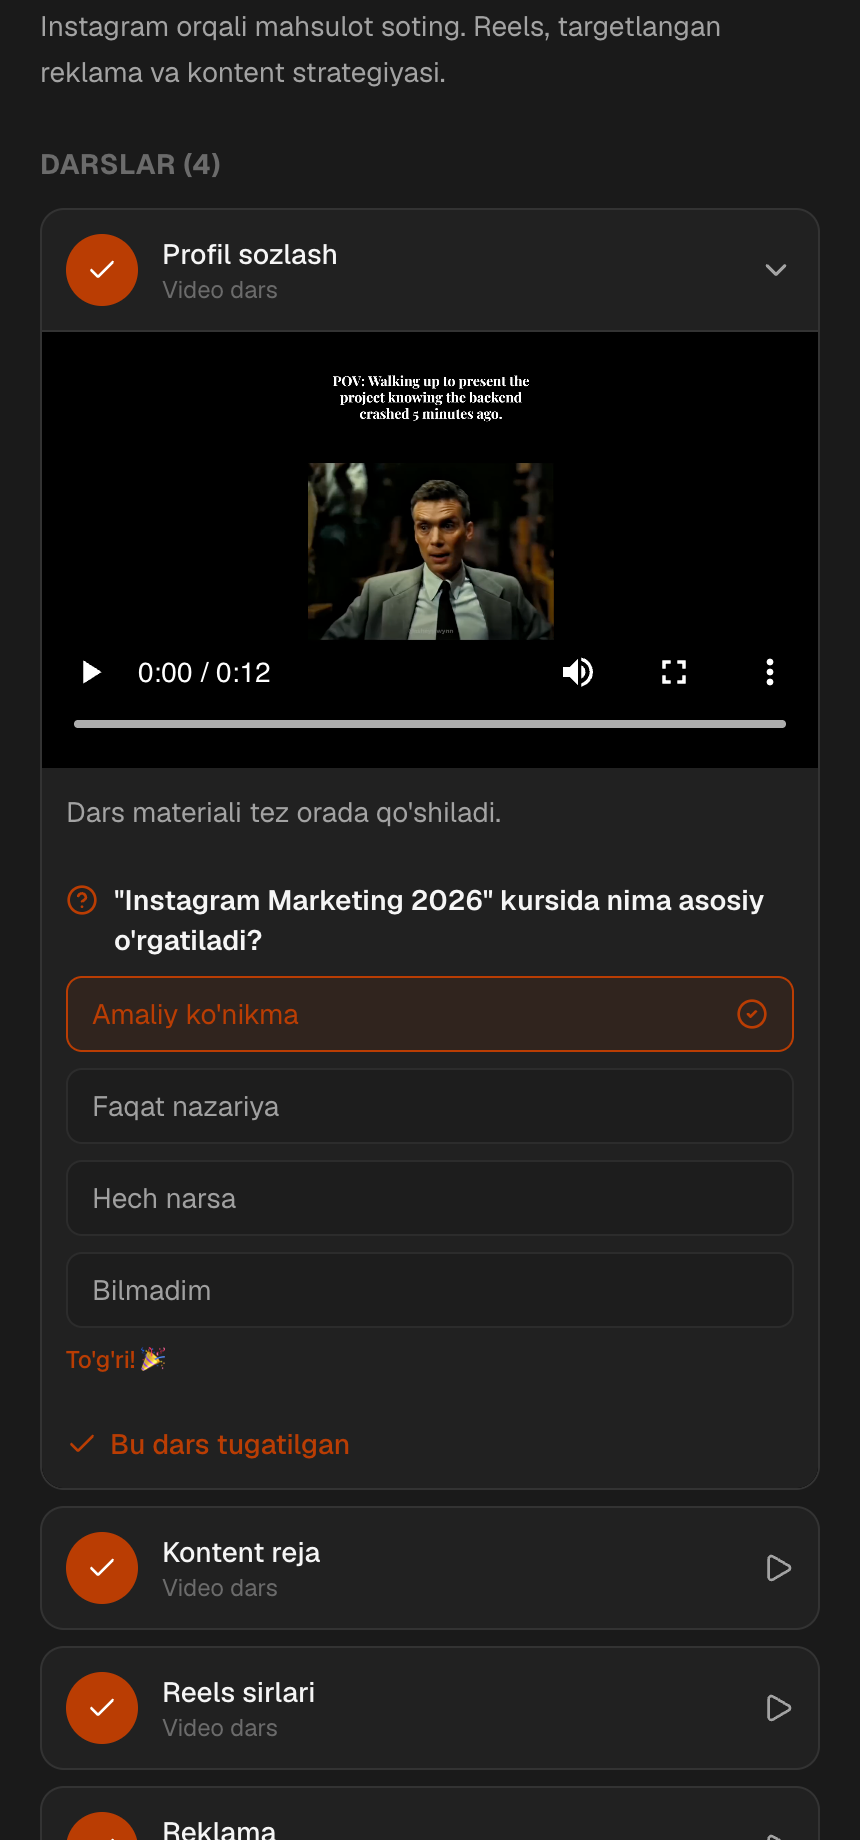 Instagram orqali mahsulot soting. Reels, targetlangan
reklama va kontent strategiyasi.
DARSLAR (4)
Profil sozlash
Video dars
POV: Walking up to present the
project knowing the backend
crashed 5 minutes ago.
0:00 / 0:12
Dars materiali tez orada qo'shiladi.
"Instagram Marketing 2026" kursida nima asosiy
o'rgatiladi?
Amaliy ko'nikma
Faqat nazariya
Hech narsa
Bilmadim
To'g'ri! 🎉
Bu dars tugatilgan
Kontent reja
Video dars
Reels sirlari
Video dars
Reklama